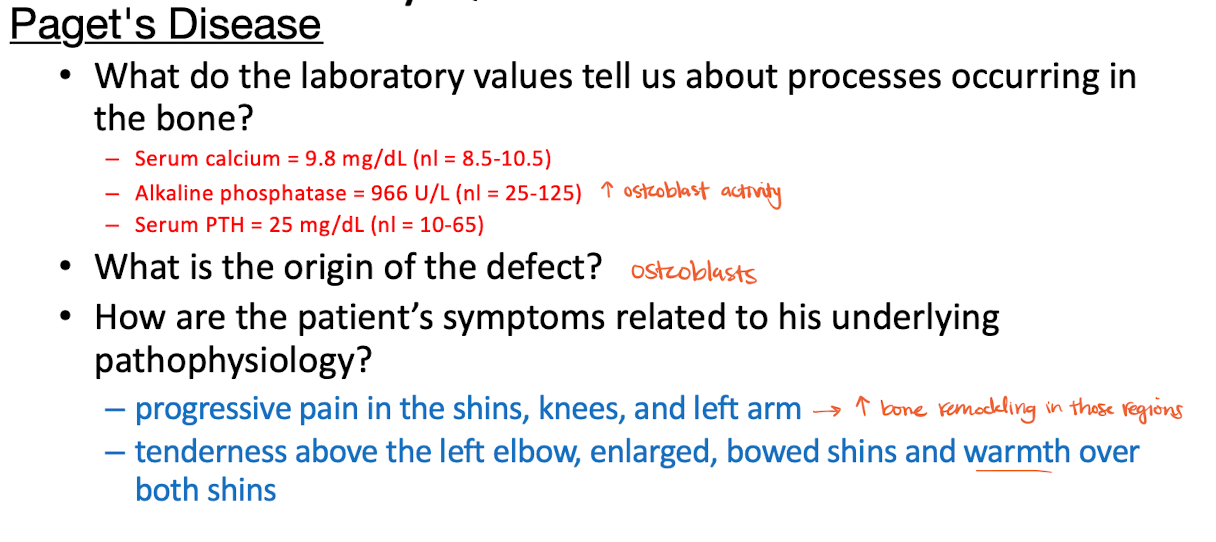 Paget's Disease
• What do the laboratory values tell us about processes occurring in
the bone?
– Serum calcium = 9.8 mg/dL (nl = 8.5-10.5)
– Alkaline phosphatase = 966 U/L (nl = 25-125) ↑ osteoblast activity
– Serum PTH = 25 mg/dL (nl = 10-65)
• What is the origin of the defect? osteoblasts
• How are the patient’s symptoms related to his underlying
pathophysiology?
– progressive pain in the shins, knees, and left arm → ↑ bone remodeling in those regions
– tenderness above the left elbow, enlarged, bowed shins and warmth over
both shins